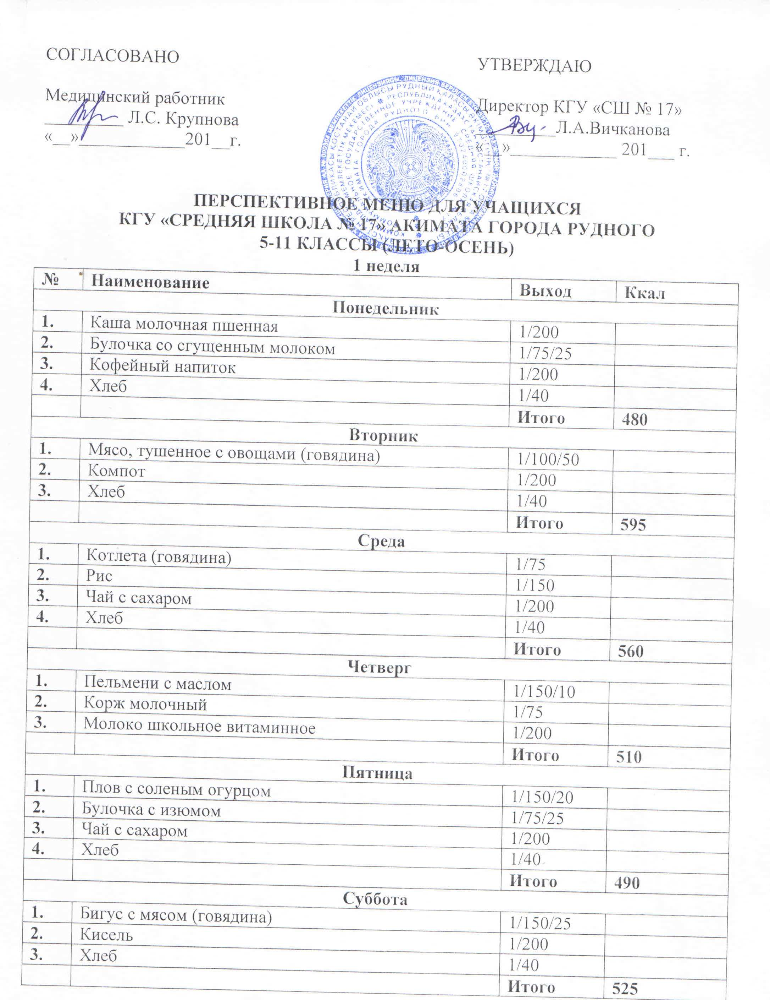 СОГЛАСОВАНО
УТВЕРЖДАЮ
Медицинский работник
Директор КГУ «СШ № 17»
_________ Л.С. Крупнова
_________Л.А.Вичканова
«__»____________201__г.
«___»____________ 201___ г.
ПЕРСПЕКТИВНОЕ МЕНЮ ДЛЯ УЧАЩИХСЯ
КГУ «СРЕДНЯЯ ШКОЛА № 17» АКИМАТА ГОРОДА РУДНОГО
5-11 КЛАССЫ (ЛЕТО-ОСЕНЬ)
1 неделя
№ Наименование Выход Ккал
Понедельник
1. Каша молочная пшенная 1/200
2. Булочка со сгущенным молоком 1/75/25
3. Кофейный напиток 1/200
4. Хлеб 1/40
Итого 480
Вторник
1. Мясо, тушенное с овощами (говядина) 1/100/50
2. Компот 1/200
3. Хлеб 1/40
Итого 595
Среда
1. Котлета (говядина) 1/75
2. Рис 1/150
3. Чай с сахаром 1/200
4. Хлеб 1/40
Итого 560
Четверг
1. Пельмени с маслом 1/150/10
2. Корж молочный 1/75
3. Молоко школьное витаминное 1/200
Итого 510
Пятница
1. Плов с соленым огурцом 1/150/20
2. Булочка с изюмом 1/75/25
3. Чай с сахаром 1/200
4. Хлеб 1/40
Итого 490
Суббота
1. Бигус с мясом (говядина) 1/150/25
2. Кисель 1/200
3. Хлеб 1/40
Итого 525